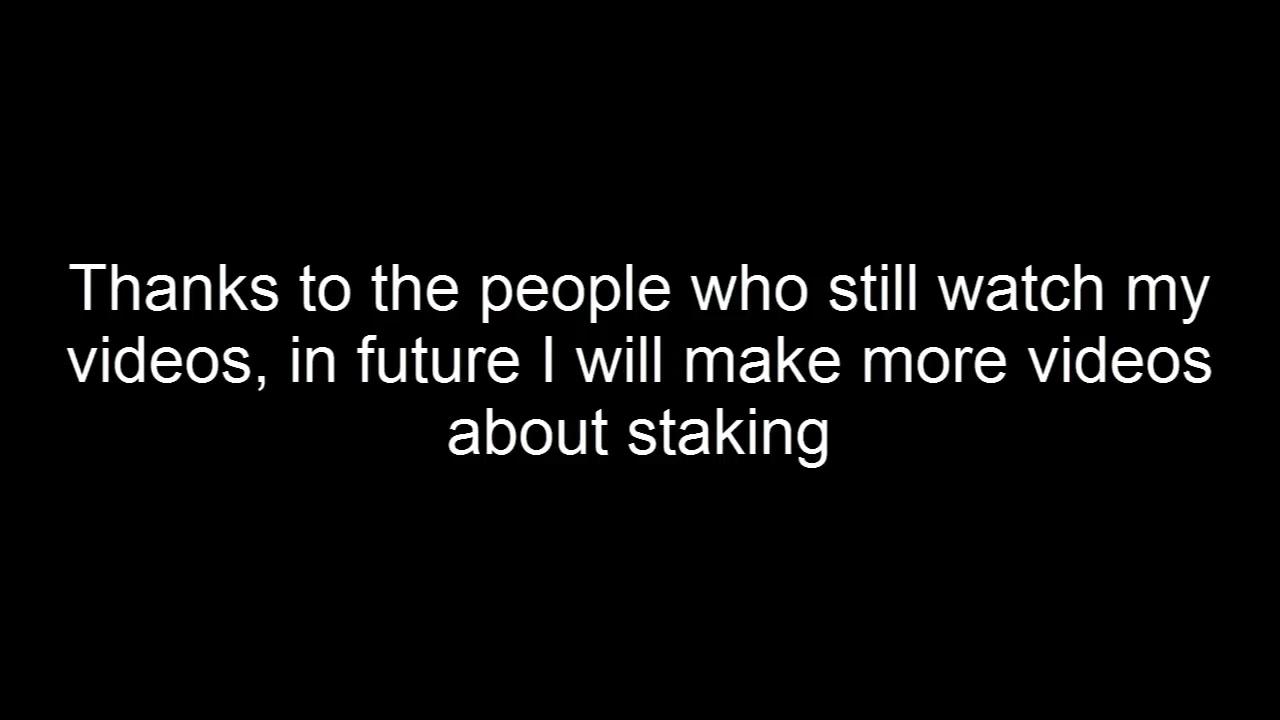 Thanks to the people who still watch my
videos, in future I will make more videos
about staking